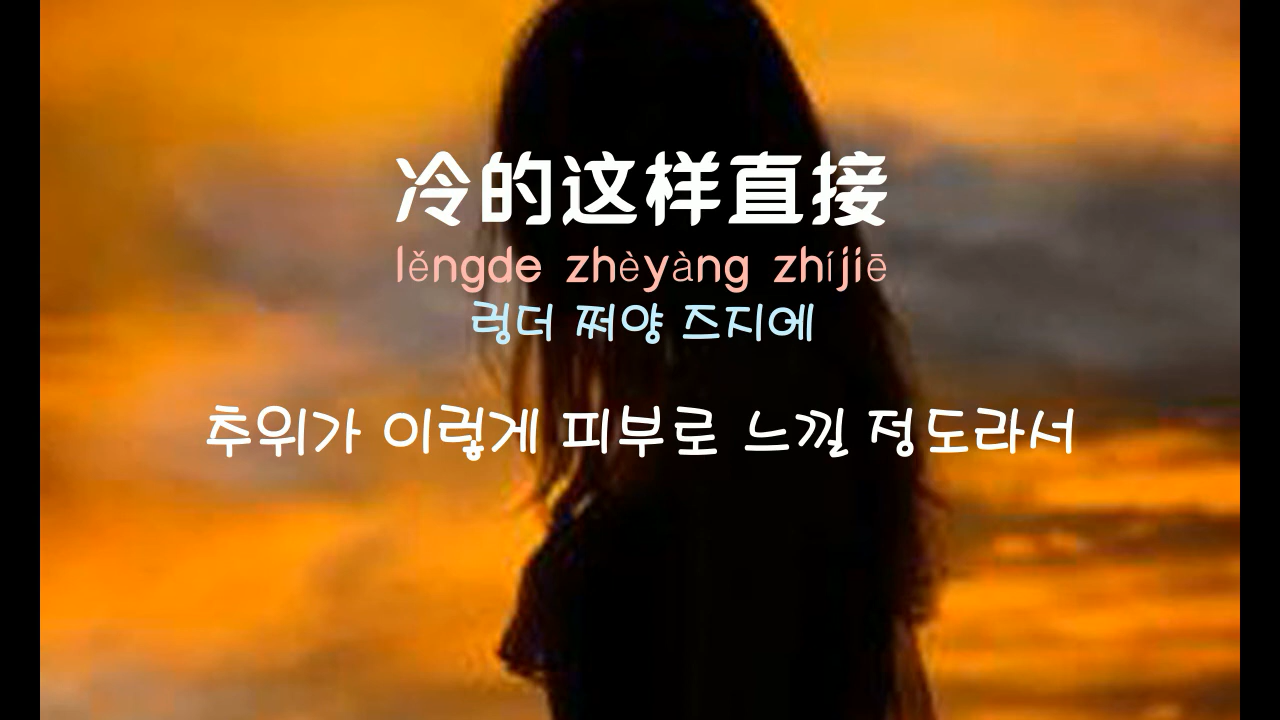 冷的这样直接
lěngde zhèyàng zhíjiē
렁더 쩌양 즈지에
추위가 이렇게 피부로 느낄 정도라서